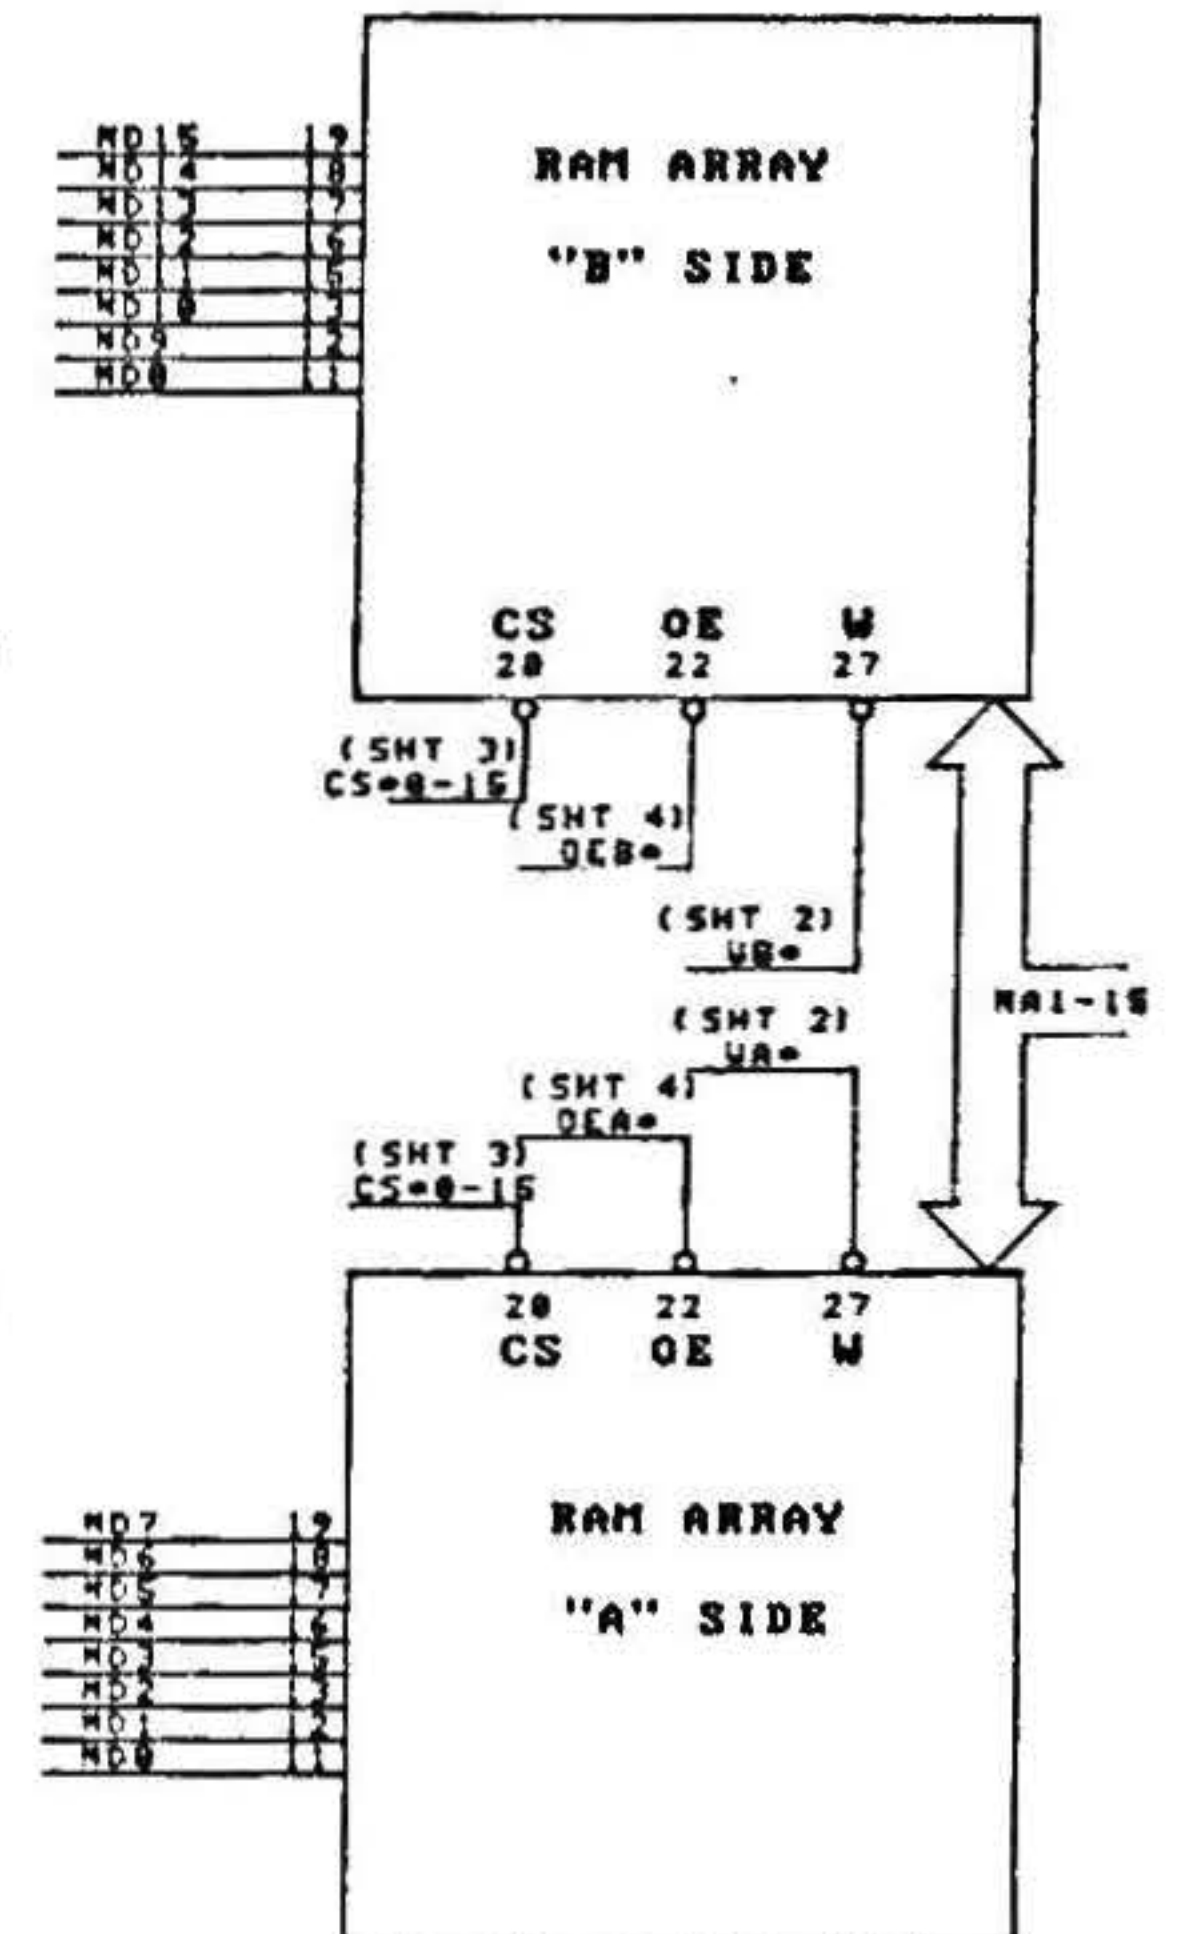 MD15 19
MD14 18
MD13 17
MD12 16
MD11 15
MD10 13
MD9 12
MD8 11
RAM ARRAY
"B" SIDE
CS OE W
20 22 27
(SHT 3)
CS*0-15
(SHT 4)
OEB*
(SHT 2)
WB*
MA1-15
(SHT 2)
WA*
(SHT 4)
OEA*
(SHT 3)
CS*0-15
20 22 27
CS OE W
RAM ARRAY
"A" SIDE
MD7 19
MD6 18
MD5 17
MD4 16
MD3 15
MD2 13
MD1 12
MD0 11